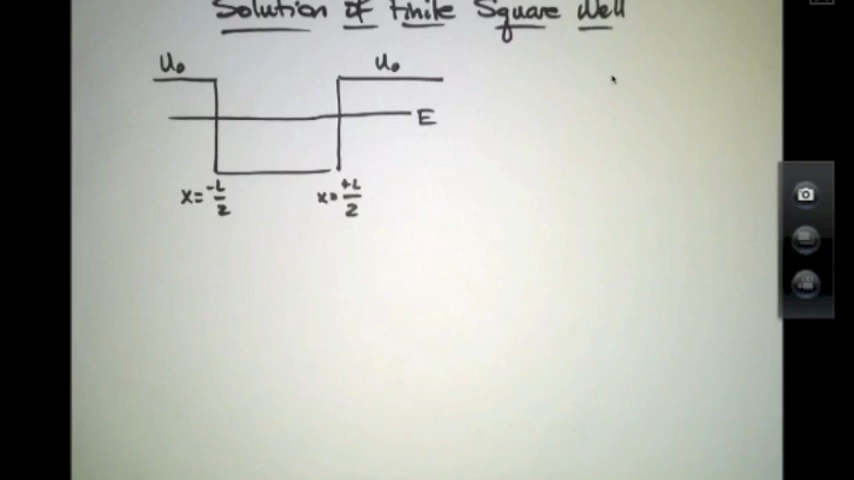 Solution of Finite Square Well
U₀ U₀
E
x = -L/2 x = +L/2